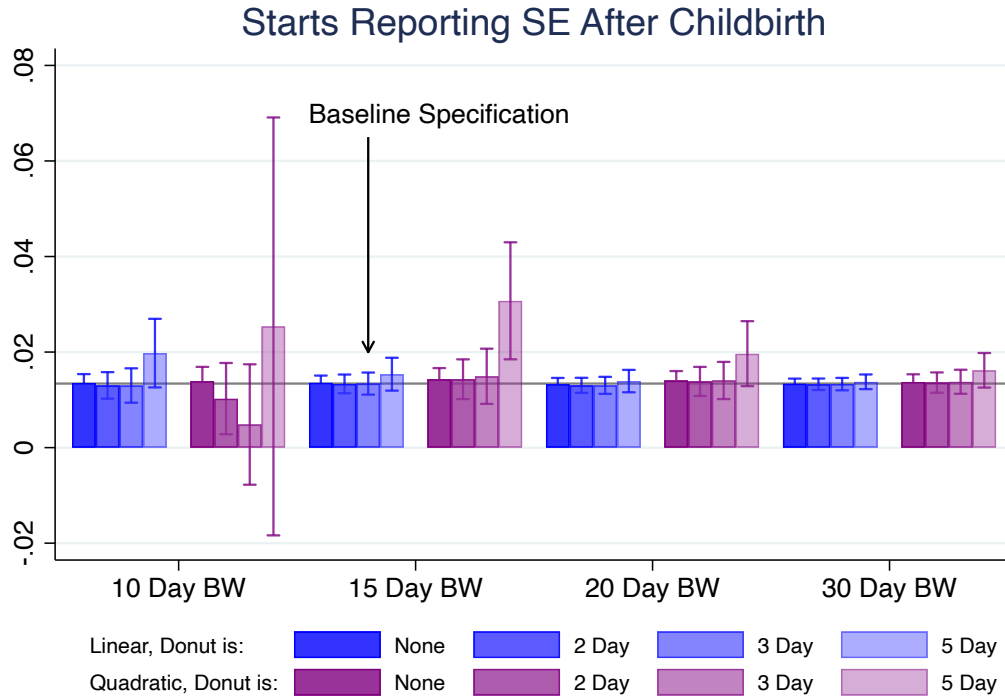 Starts Reporting SE After Childbirth
.08
.06
.04
.02
0
-.02
Baseline Specification
10 Day BW 15 Day BW 20 Day BW 30 Day BW
Linear, Donut is: None 2 Day 3 Day 5 Day
Quadratic, Donut is: None 2 Day 3 Day 5 Day